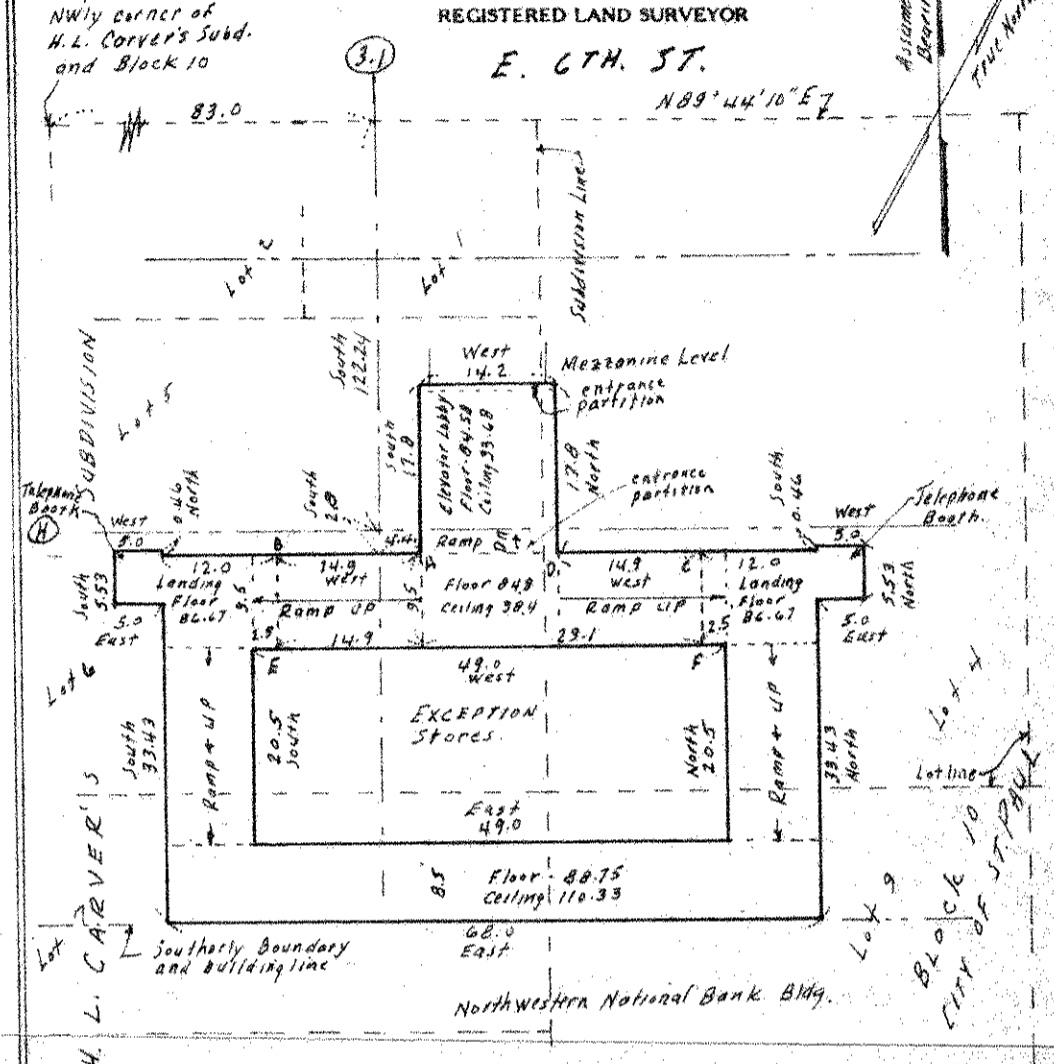 NWly corner of
H.L. Carver's Subd.
and Block 10
REGISTERED LAND SURVEYOR
3.1
E. 6TH. ST.
True North
N89°44'10"E
83.0
Subdivision Line
Lot 2
Lot 1
SUBDIVISION
South
122.24
West
14.2
Mezzanine Level
entrance
partition
Lot 5
South
17.8
Elevator Lobby
Floor-84.58
Ceiling 93.68
17.8
North
entrance
partition
Telephone
Booth
H
West
5.0
0.46
North
South
2.8
5.4
Ramp Dn
South
0.46
West
5.0
Telephone
Booth.
South
5.53
5.0
East
12.0
Landing
Floor
86.67
9.5
B
14.9
West
Ramp UP
9.5
Floor 84.8
Ceiling 98.4
14.9
West
Ramp UP
C
12.0
Landing
Floor
86.67
5.53
North
5.0
East
2.5
14.9
29.1
12.5
E
F
49.0
West
Lot 6
South
33.43
Ramp UP
20.5
South
EXCEPTION
Stores.
North
20.5
Ramp UP
33.43
North
Lot line
East
49.0
8.5
Floor - 88.75
Ceiling 110.33
68.0
East
Lot
Southerly Boundary
and building line
Lot 9
BLOCK 10
CITY OF ST. PAUL
Northwestern National Bank Bldg.
H. L. CARVER'S